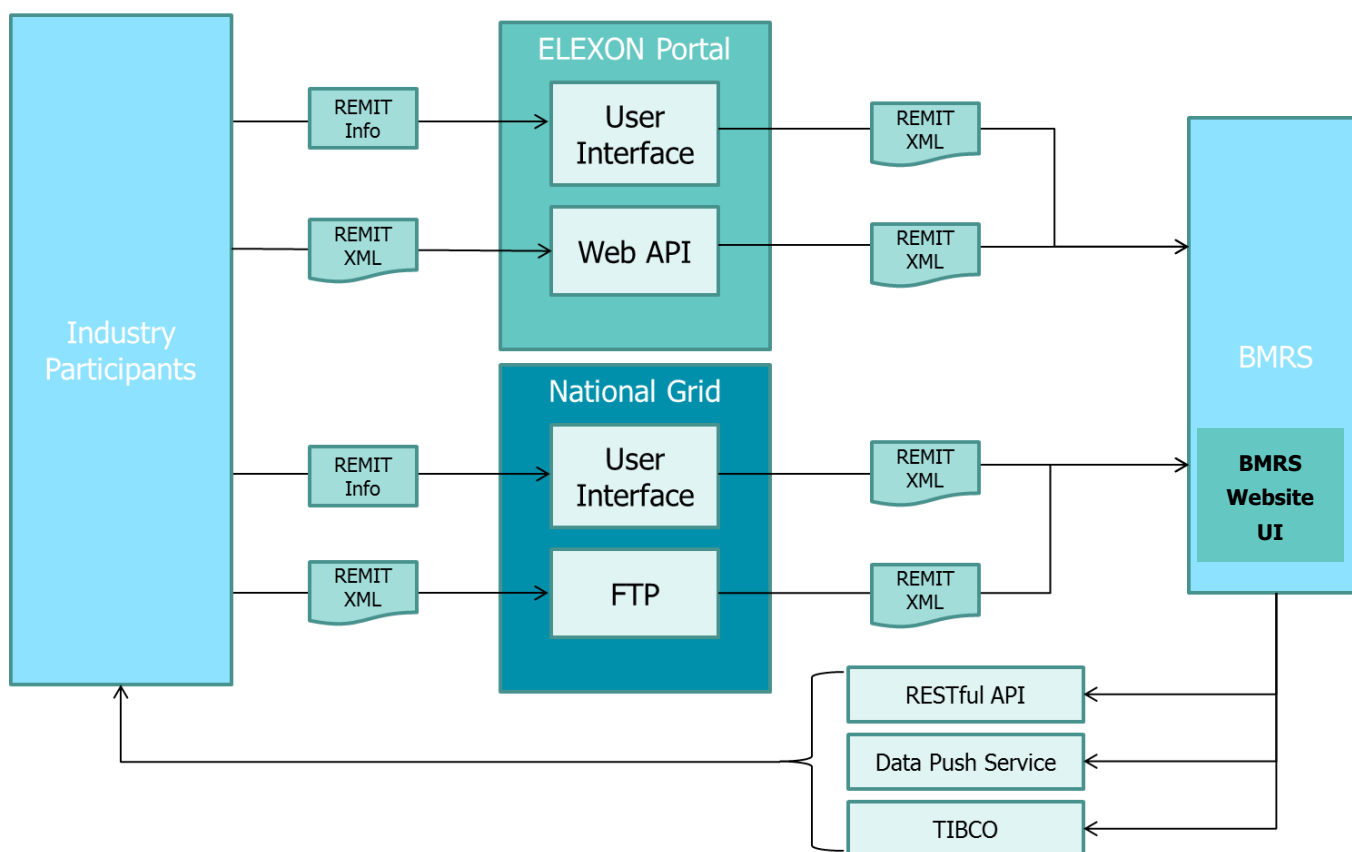 Industry
Participants
REMIT
Info
REMIT
XML
REMIT
Info
REMIT
XML
ELEXON Portal
User
Interface
Web API
National Grid
User
Interface
FTP
REMIT
XML
REMIT
XML
REMIT
XML
REMIT
XML
BMRS
BMRS
Website
UI
RESTful API
Data Push Service
TIBCO